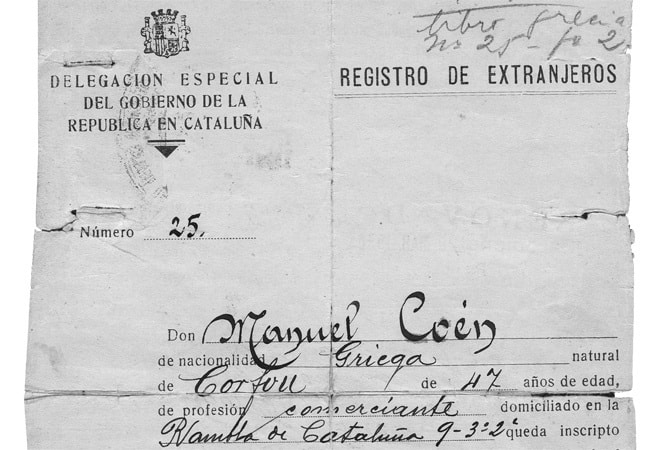 Libro Grecia
Nº 25 - fo 2
DELEGACION ESPECIAL
DEL GOBIERNO DE LA
REPUBLICA EN CATALUÑA
REGISTRO DE EXTRANJEROS
Número 25.
Don Manuel Coén
de nacionalidad Griega natural
de Corfou de 47 años de edad,
de profesión comerciante domiciliado en la
Rambla de Cataluña 9-3º2ª queda inscripto